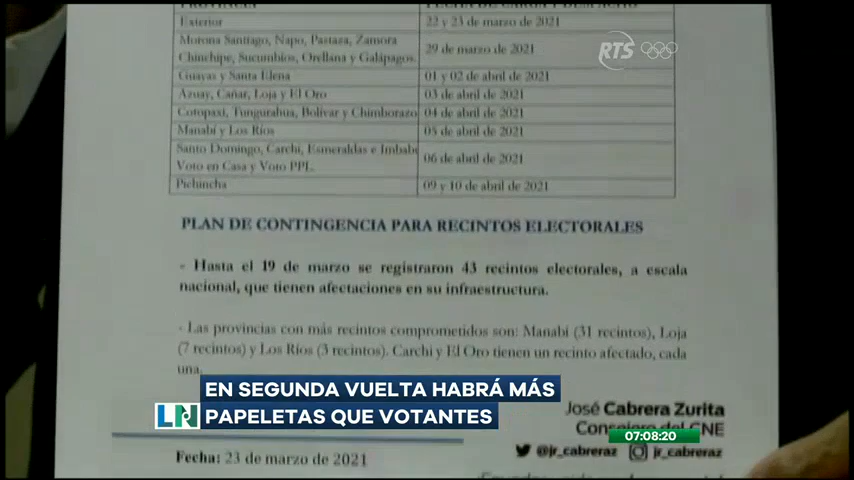 PROVINCIA FECHA DE CARGA Y DESPACHO
Exterior 22 y 23 de marzo de 2021
RTS
Morona Santiago, Napo, Pastaza, Zamora
Chinchipe, Sucumbíos, Orellana y Galápagos. 29 de marzo de 2021
Guayas y Santa Elena 01 y 02 de abril de 2021
Azuay, Cañar, Loja y El Oro 03 de abril de 2021
Cotopaxi, Tungurahua, Bolívar y Chimborazo 04 de abril de 2021
Manabí y Los Ríos 05 de abril de 2021
Santo Domingo, Carchi, Esmeraldas e Imbabu
Voto en Casa y Voto PPL. 06 de abril de 2021
Pichincha 09 y 10 de abril de 2021
PLAN DE CONTINGENCIA PARA RECINTOS ELECTORALES
- Hasta el 19 de marzo se registraron 43 recintos electorales, a escala
nacional, que tienen afectaciones en su infraestructura.
- Las provincias con más recintos comprometidos son: Manabí (31 recintos), Loja
(7 recintos) y Los Ríos (3 recintos). Carchi y El Oro tienen un recinto afectado, cada
una.
EN SEGUNDA VUELTA HABRÁ MÁS
LN PAPELETAS QUE VOTANTES
José Cabrera Zurita
Consejero del CNE
07:08:20
@jr_cabreraz jr_cabreraz
Fecha: 23 de marzo de 2021